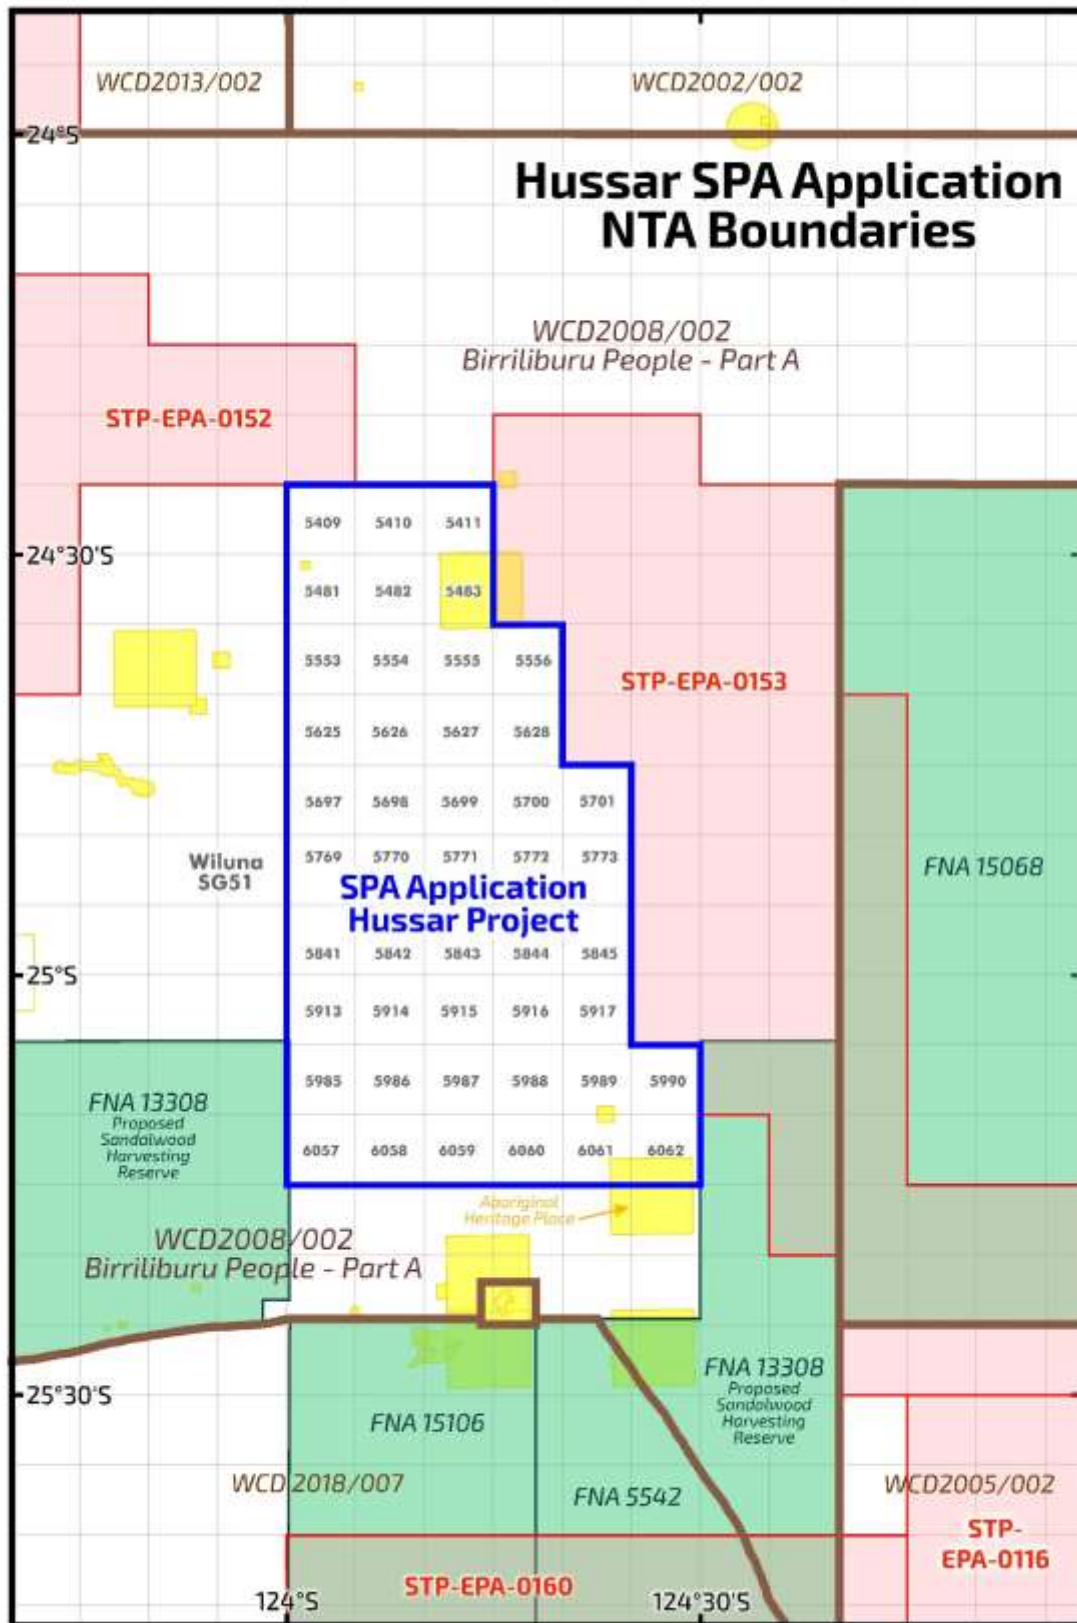 WCD2013/002
WCD2002/002
24°S
Hussar SPA Application
NTA Boundaries
WCD2008/002
Birriliburu People - Part A
STP-EPA-0152
5409 5410 5411
24°30'S
5481 5482 5483
5553 5554 5555 5556
STP-EPA-0153
5625 5626 5627 5628
5697 5698 5699 5700 5701
Wiluna
SG51
5769 5770 5771 5772 5773
FNA 15068
SPA Application
Hussar Project
5841 5842 5843 5844 5845
25°S
5913 5914 5915 5916 5917
5985 5986 5987 5988 5989 5990
FNA 13308
Proposed
Sandalwood
Harvesting
Reserve
6057 6058 6059 6060 6061 6062
Aboriginal
Heritage Place
WCD2008/002
Birriliburu People - Part A
25°30'S
FNA 13308
Proposed
Sandalwood
Harvesting
Reserve
FNA 15106
WCD 2018/007
FNA 5542
WCD2005/002
STP-
EPA-0116
STP-EPA-0160
124°S
124°30'S